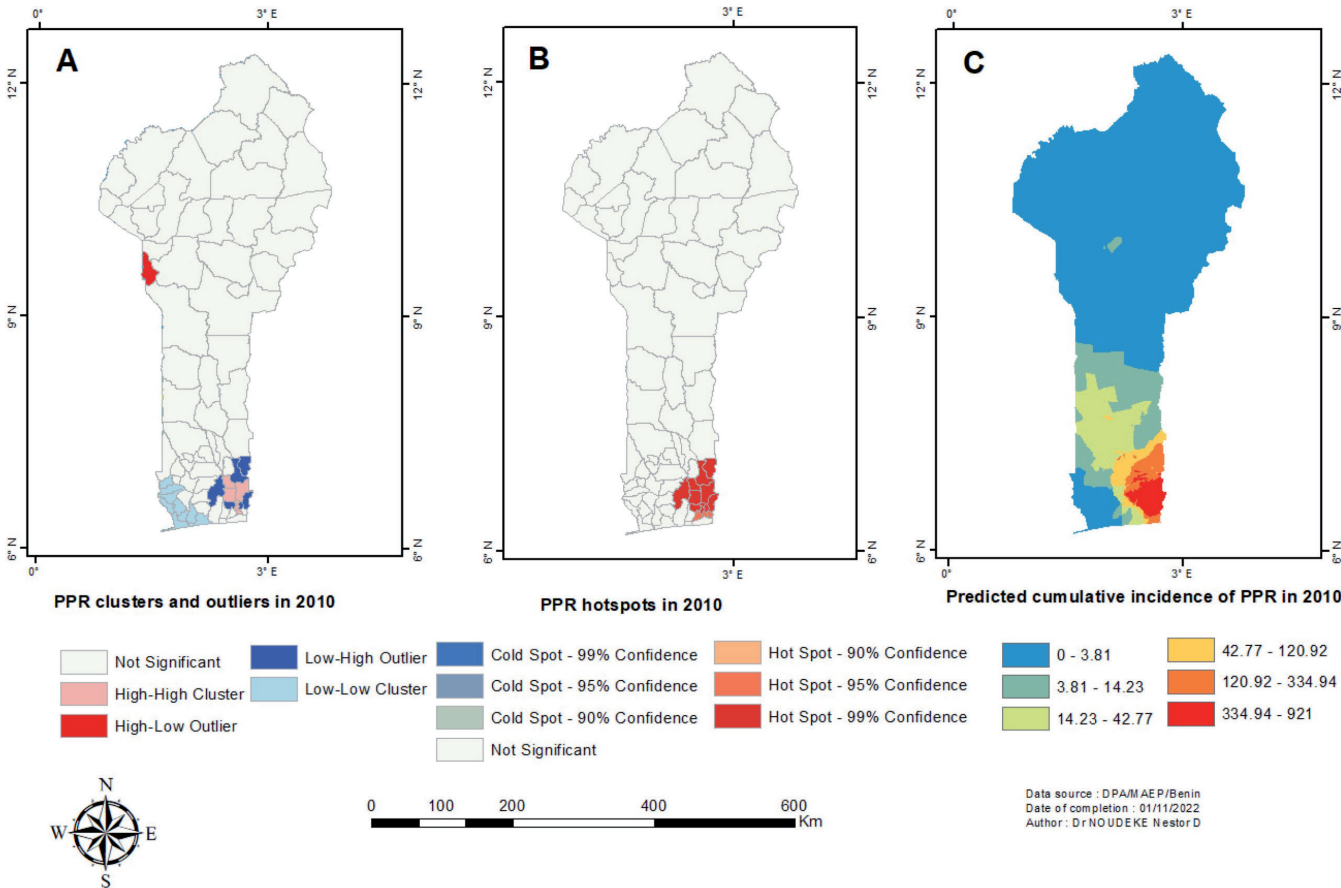 0°
3° E
3° E
0°
3° E
A
B
C
12° N
12° N
12° N
12° N
12° N
9° N
9° N
9° N
9° N
9° N
6° N
6° N
6° N
6° N
6° N
0°
3° E
3° E
0°
3° E
PPR clusters and outliers in 2010
PPR hotspots in 2010
Predicted cumulative incidence of PPR in 2010
Not Significant
High-High Cluster
High-Low Outlier
Low-High Outlier
Low-Low Cluster
Cold Spot - 99% Confidence
Cold Spot - 95% Confidence
Cold Spot - 90% Confidence
Not Significant
Hot Spot - 90% Confidence
Hot Spot - 95% Confidence
Hot Spot - 99% Confidence
0 - 3.81
3.81 - 14.23
14.23 - 42.77
42.77 - 120.92
120.92 - 334.94
334.94 - 921
N
W
E
S
0 100 200 400 600
Km
Data source : DPA/MAEP/Benin
Date of completion : 01/11/2022
Author : Dr NOUDEKE Nestor D